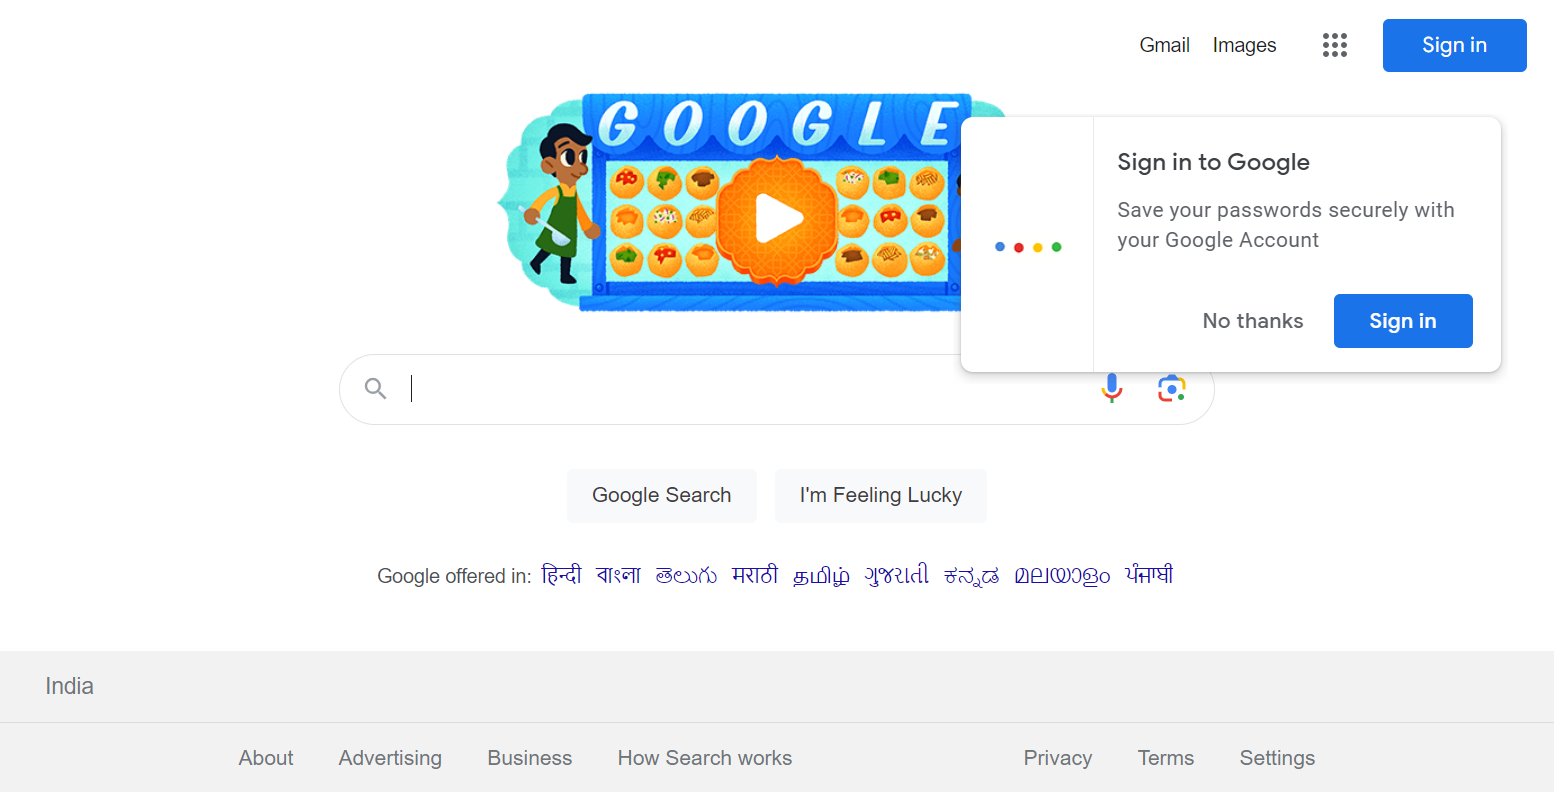 Gmail Images Sign in
GOOGLE
Sign in to Google
Save your passwords securely with
your Google Account
No thanks Sign in
Google Search I'm Feeling Lucky
Google offered in: हिन्दी বাংলা తెలుగు मराठी தமிழ் ગુજરાતી ಕನ್ನಡ മലയാളം ਪੰਜਾਬੀ
India
About Advertising Business How Search works Privacy Terms Settings